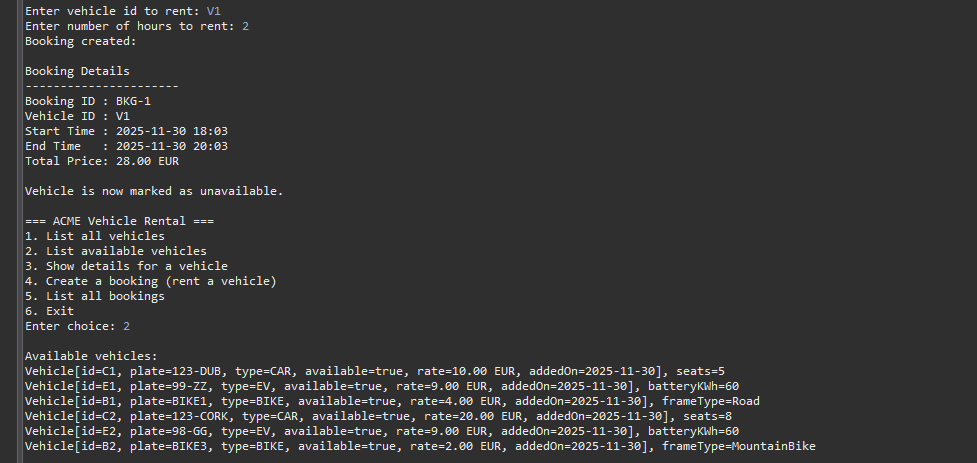 Enter vehicle id to rent: V1
Enter number of hours to rent: 2
Booking created:
Booking Details
----------------------
Booking ID : BKG-1
Vehicle ID : V1
Start Time : 2025-11-30 18:03
End Time   : 2025-11-30 20:03
Total Price: 28.00 EUR
Vehicle is now marked as unavailable.
=== ACME Vehicle Rental ===
1. List all vehicles
2. List available vehicles
3. Show details for a vehicle
4. Create a booking (rent a vehicle)
5. List all bookings
6. Exit
Enter choice: 2
Available vehicles:
Vehicle[id=C1, plate=123-DUB, type=CAR, available=true, rate=10.00 EUR, addedOn=2025-11-30], seats=5
Vehicle[id=E1, plate=99-ZZ, type=EV, available=true, rate=9.00 EUR, addedOn=2025-11-30], batteryKWh=60
Vehicle[id=B1, plate=BIKE1, type=BIKE, available=true, rate=4.00 EUR, addedOn=2025-11-30], frameType=Road
Vehicle[id=C2, plate=123-CORK, type=CAR, available=true, rate=20.00 EUR, addedOn=2025-11-30], seats=8
Vehicle[id=E2, plate=98-GG, type=EV, available=true, rate=9.00 EUR, addedOn=2025-11-30], batteryKWh=60
Vehicle[id=B2, plate=BIKE3, type=BIKE, available=true, rate=2.00 EUR, addedOn=2025-11-30], frameType=MountainBike